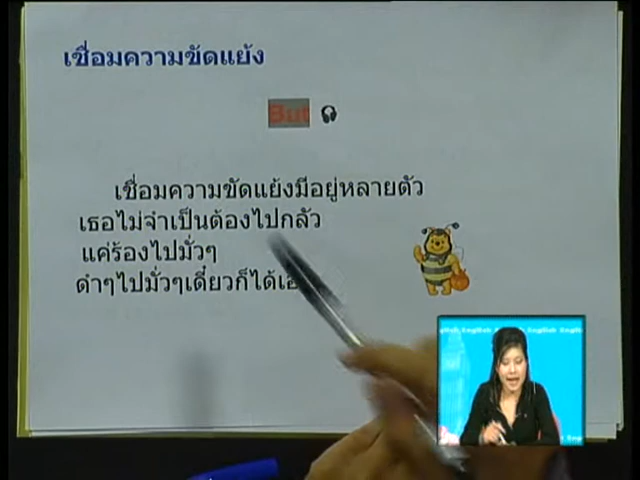 เชื่อมความขัดแย้ง
But
เชื่อมความขัดแย้งมีอยู่หลายตัว
เธอไม่จำเป็นต้องไปกลัว
แค่ร้องไปมั่วๆ
ดำๆไปมั่วๆเดี๋ยวก็ได้เอ
English English